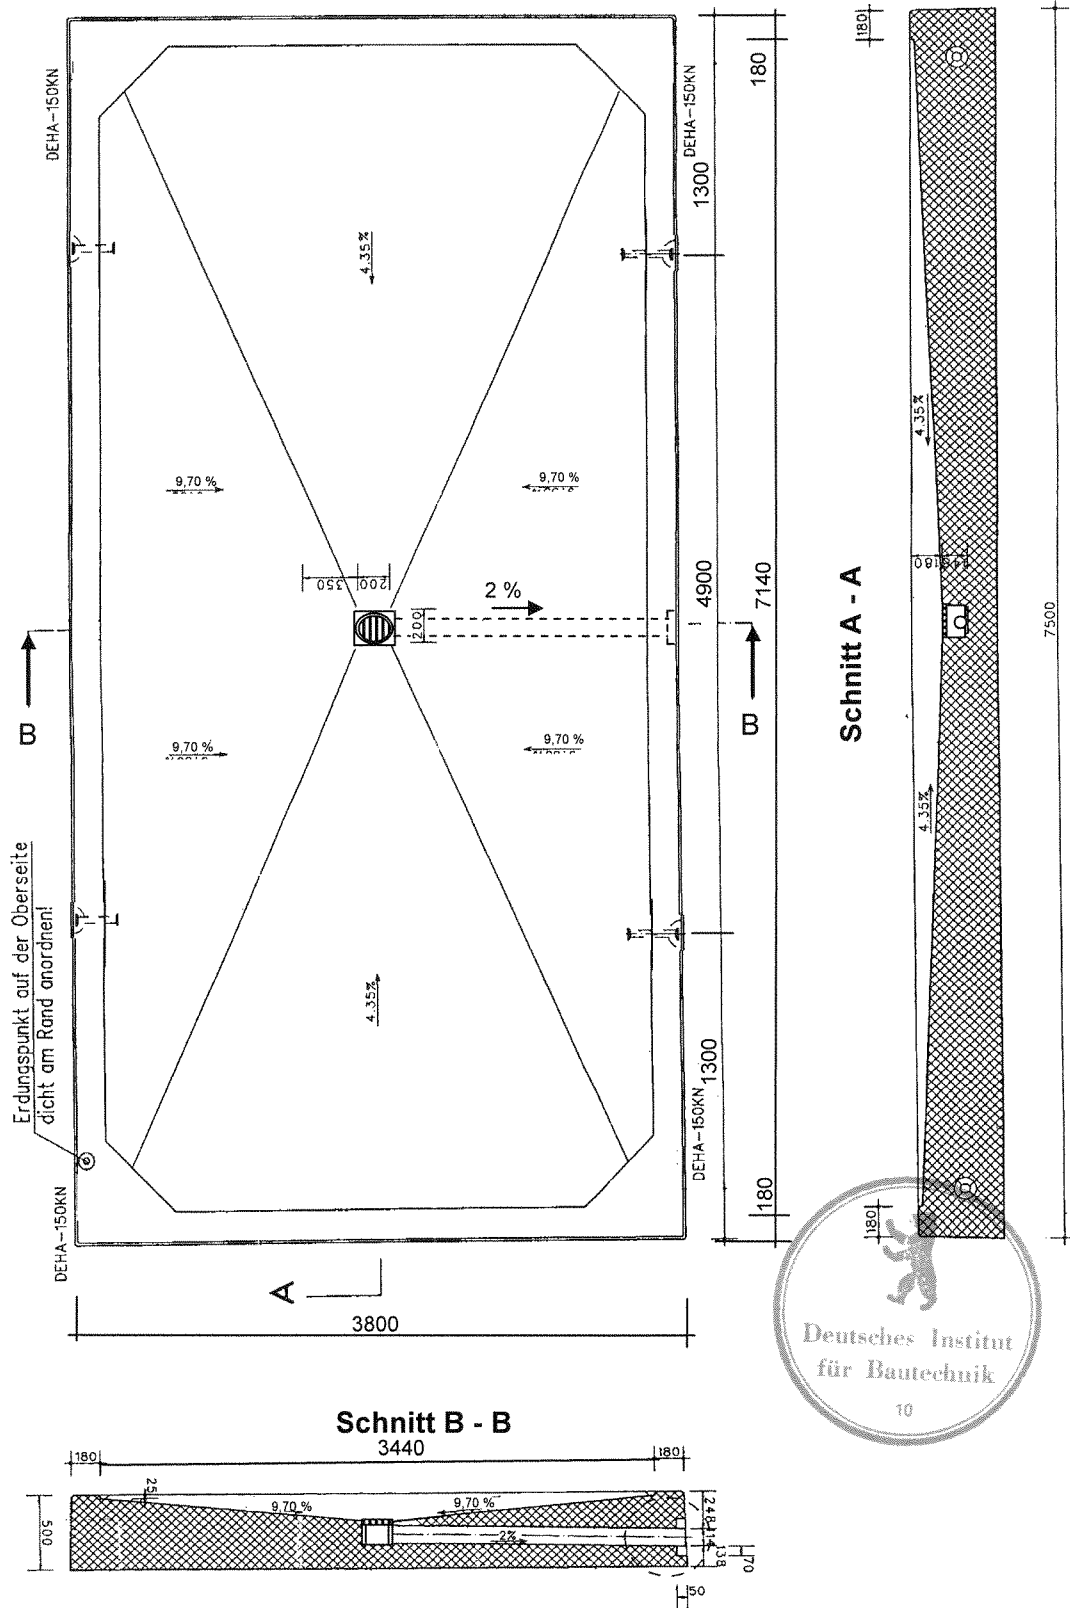 DEHA-150KN
DEHA-150KN
180
180
1300
4.35%
9,70 %
9,70 %
4.35%
350
200
2 %
200
4900
7140
180
7500
B
B
Schnitt A - A
9,70 %
9,70 %
4.35%
Erdungspunkt auf der Oberseite
dicht am Rand anordnen!
4.35%
1300
DEHA-150KN
DEHA-150KN
180
180
A
3800
Deutsches Institut
für Bautechnik
10
Schnitt B - B
180
3440
180
25
9,70 %
9,70 %
500
2%
248
114
138
70
50